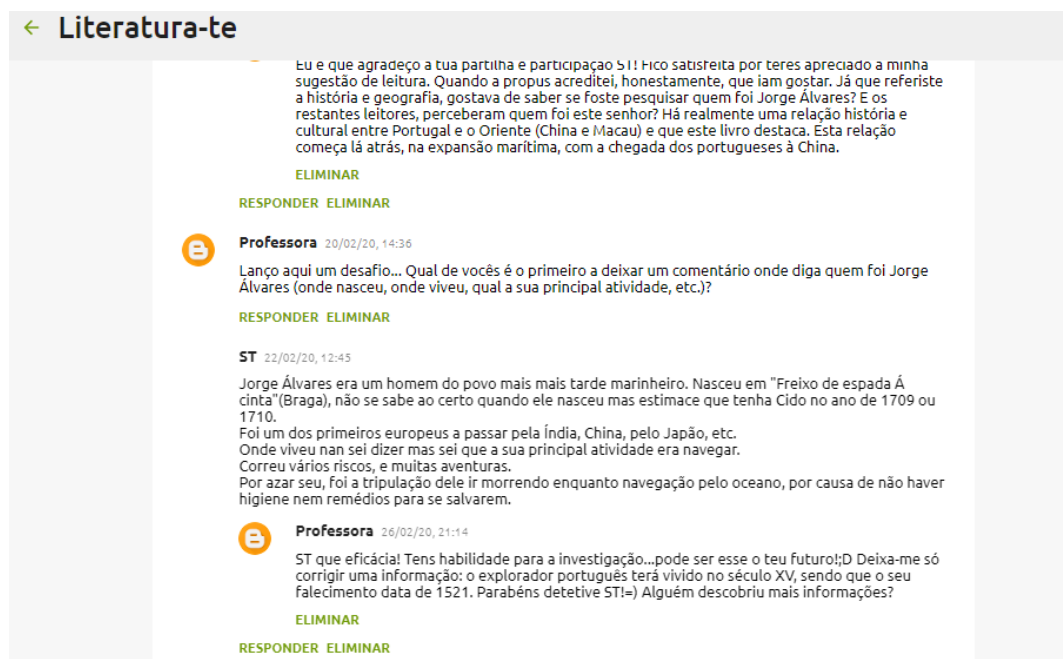 ← Literatura-te
Eu é que agradeço a tua partilha e participação ST! Fico satisfeita por teres apreciado a minha
sugestão de leitura. Quando a propus acreditei, honestamente, que iam gostar. Já que referiste
a história e geografia, gostava de saber se foste pesquisar quem foi Jorge Álvares? E os
restantes leitores, perceberam quem foi este senhor? Há realmente uma relação história e
cultural entre Portugal e o Oriente (China e Macau) e que este livro destaca. Esta relação
começa lá atrás, na expansão marítima, com a chegada dos portugueses à China.
ELIMINAR
RESPONDER ELIMINAR
Professora 20/02/20, 14:36
Lanço aqui um desafio... Qual de vocês é o primeiro a deixar um comentário onde diga quem foi Jorge
Álvares (onde nasceu, onde viveu, qual a sua principal atividade, etc.)?
RESPONDER ELIMINAR
ST 22/02/20, 12:45
Jorge Álvares era um homem do povo mais mais tarde marinheiro. Nasceu em "Freixo de espada Á
cinta"(Braga), não se sabe ao certo quando ele nasceu mas estimace que tenha Cido no ano de 1709 ou
1710.
Foi um dos primeiros europeus a passar pela Índia, China, pelo Japão, etc.
Onde viveu nan sei dizer mas sei que a sua principal atividade era navegar.
Correu vários riscos, e muitas aventuras.
Por azar seu, foi a tripulação dele ir morrendo enquanto navegação pelo oceano, por causa de não haver
higiene nem remédios para se salvarem.
Professora 26/02/20, 21:14
ST que eficácia! Tens habilidade para a investigação...pode ser esse o teu futuro!;D Deixa-me só
corrigir uma informação: o explorador português terá vivido no século XV, sendo que o seu
falecimento data de 1521. Parabéns detetive ST!=) Alguém descobriu mais informações?
ELIMINAR
RESPONDER ELIMINAR